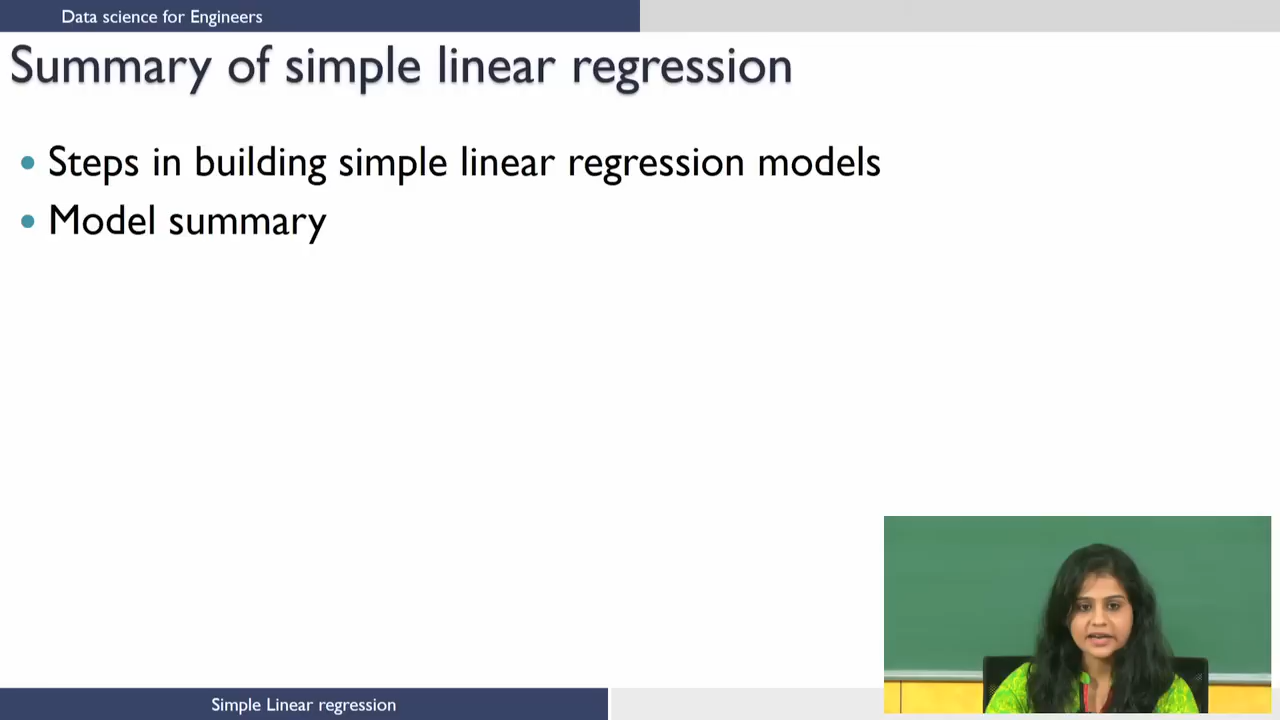 Data science for Engineers
Summary of simple linear regression
• Steps in building simple linear regression models
• Model summary
Simple Linear regression